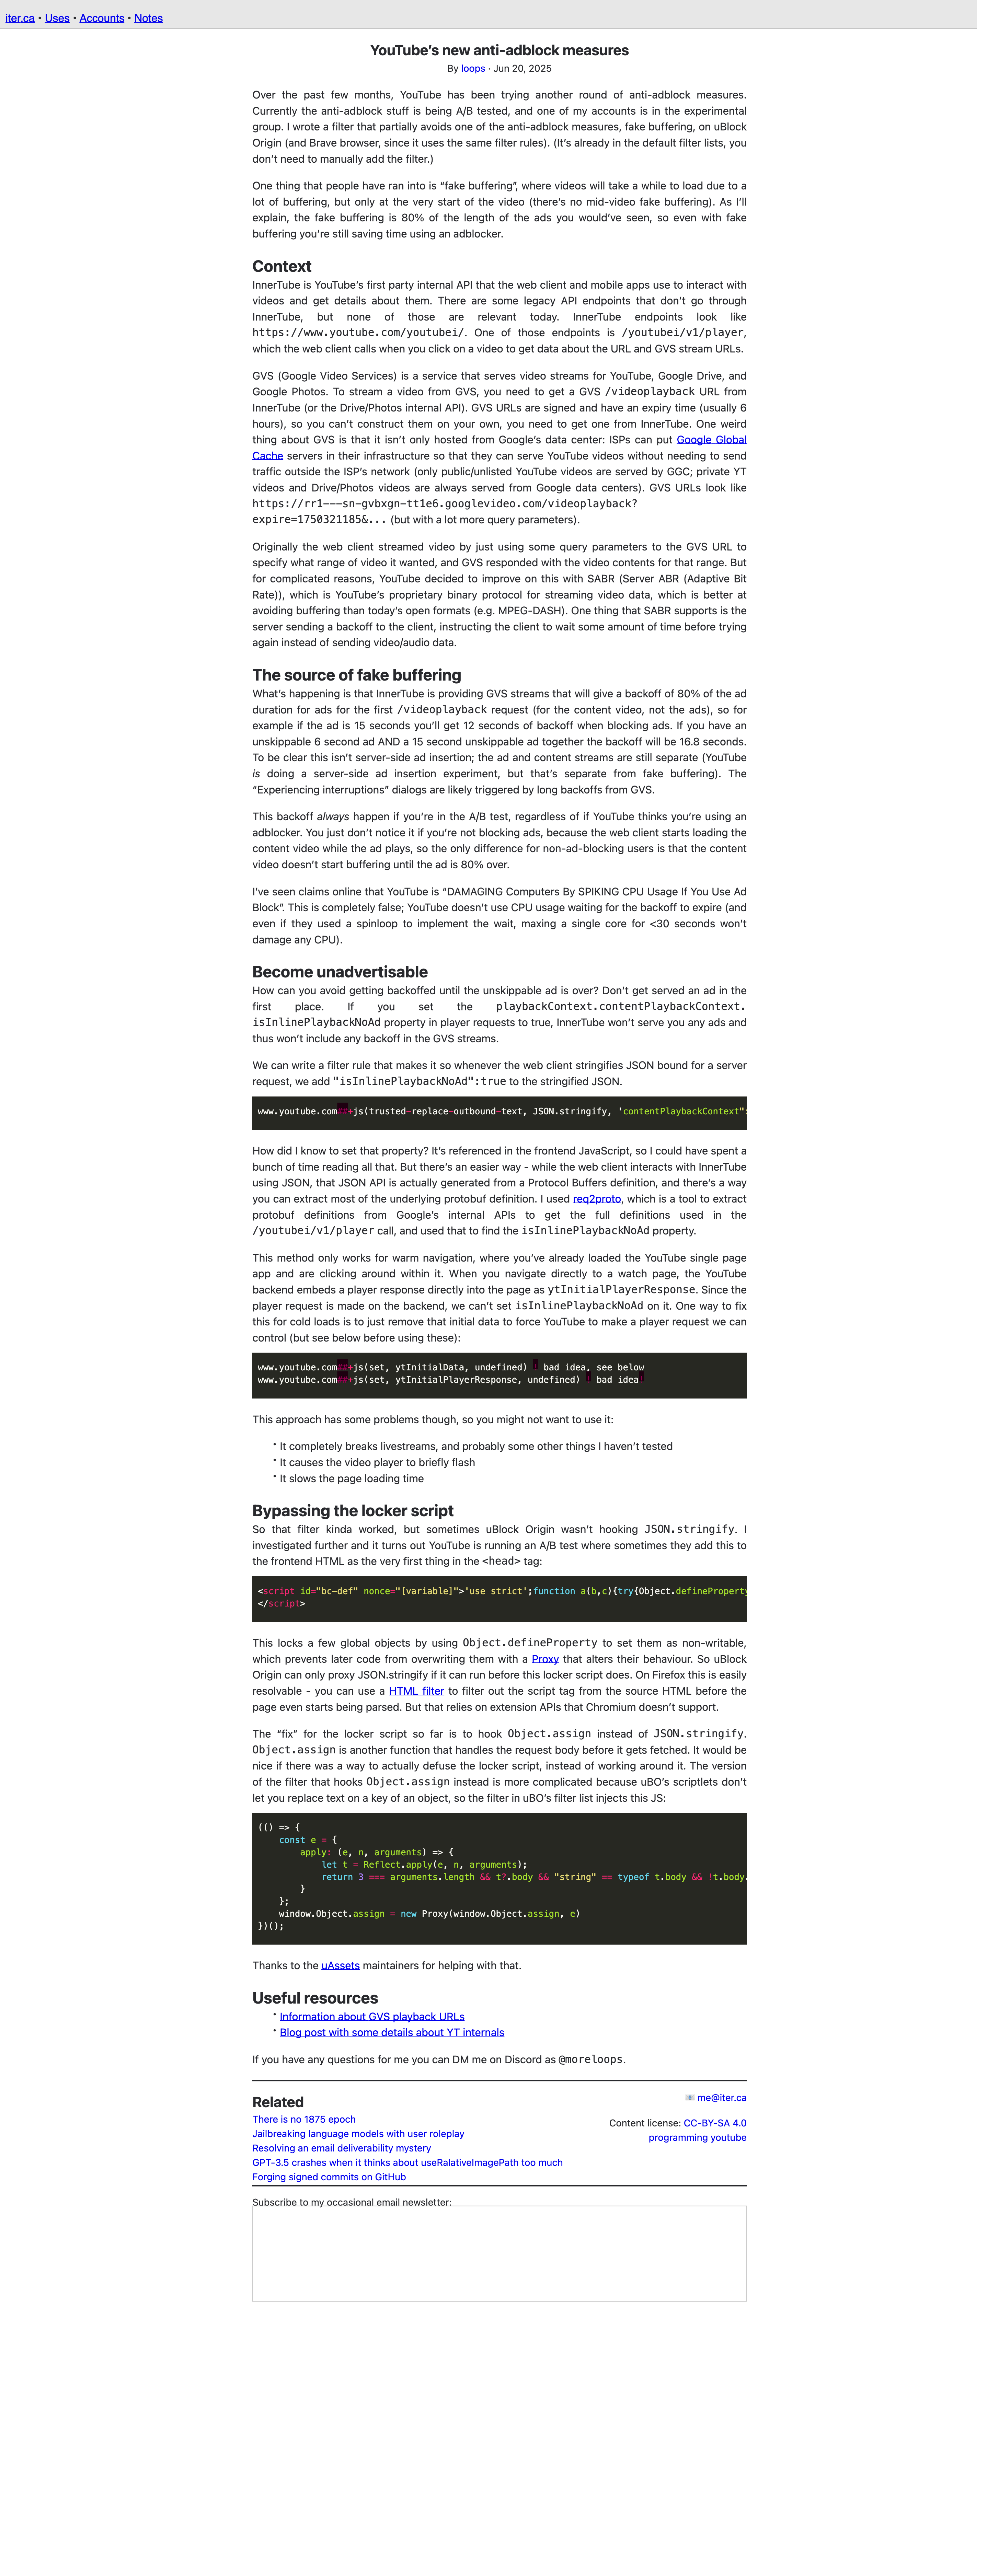 iter.ca • Uses • Accounts • Notes
YouTube’s new anti-adblock measures
By loops · Jun 20, 2025
Over the past few months, YouTube has been trying another round of anti-adblock measures.
Currently the anti-adblock stuff is being A/B tested, and one of my accounts is in the experimental
group. I wrote a filter that partially avoids one of the anti-adblock measures, fake buffering, on uBlock
Origin (and Brave browser, since it uses the same filter rules). (It’s already in the default filter lists, you
don’t need to manually add the filter.)
One thing that people have ran into is “fake buffering”, where videos will take a while to load due to a
lot of buffering, but only at the very start of the video (there’s no mid-video fake buffering). As I’ll
explain, the fake buffering is 80% of the length of the ads you would’ve seen, so even with fake
buffering you’re still saving time using an adblocker.
Context
InnerTube is YouTube’s first party internal API that the web client and mobile apps use to interact with
videos and get details about them. There are some legacy API endpoints that don’t go through
InnerTube, but none of those are relevant today. InnerTube endpoints look like
https://www.youtube.com/youtubei/. One of those endpoints is /youtubei/v1/player,
which the web client calls when you click on a video to get data about the URL and GVS stream URLs.
GVS (Google Video Services) is a service that serves video streams for YouTube, Google Drive, and
Google Photos. To stream a video from GVS, you need to get a GVS /videoplayback URL from
InnerTube (or the Drive/Photos internal API). GVS URLs are signed and have an expiry time (usually 6
hours), so you can’t construct them on your own, you need to get one from InnerTube. One weird
thing about GVS is that it isn’t only hosted from Google’s data center: ISPs can put Google Global
Cache servers in their infrastructure so that they can serve YouTube videos without needing to send
traffic outside the ISP’s network (only public/unlisted YouTube videos are served by GGC; private YT
videos and Drive/Photos videos are always served from Google data centers). GVS URLs look like
https://rr1---sn-gvbxgn-tt1e6.googlevideo.com/videoplayback?
expire=1750321185&... (but with a lot more query parameters).
Originally the web client streamed video by just using some query parameters to the GVS URL to
specify what range of video it wanted, and GVS responded with the video contents for that range. But
for complicated reasons, YouTube decided to improve on this with SABR (Server ABR (Adaptive Bit
Rate)), which is YouTube’s proprietary binary protocol for streaming video data, which is better at
avoiding buffering than today’s open formats (e.g. MPEG-DASH). One thing that SABR supports is the
server sending a backoff to the client, instructing the client to wait some amount of time before trying
again instead of sending video/audio data.
The source of fake buffering
What’s happening is that InnerTube is providing GVS streams that will give a backoff of 80% of the ad
duration for ads for the first /videoplayback request (for the content video, not the ads), so for
example if the ad is 15 seconds you’ll get 12 seconds of backoff when blocking ads. If you have an
unskippable 6 second ad AND a 15 second unskippable ad together the backoff will be 16.8 seconds.
To be clear this isn’t server-side ad insertion; the ad and content streams are still separate (YouTube
is doing a server-side ad insertion experiment, but that’s separate from fake buffering). The
“Experiencing interruptions” dialogs are likely triggered by long backoffs from GVS.
This backoff always happen if you’re in the A/B test, regardless of if YouTube thinks you’re using an
adblocker. You just don’t notice it if you’re not blocking ads, because the web client starts loading the
content video while the ad plays, so the only difference for non-ad-blocking users is that the content
video doesn’t start buffering until the ad is 80% over.
I’ve seen claims online that YouTube is “DAMAGING Computers By SPIKING CPU Usage If You Use Ad
Block”. This is completely false; YouTube doesn’t use CPU usage waiting for the backoff to expire (and
even if they used a spinloop to implement the wait, maxing a single core for <30 seconds won’t
damage any CPU).
Become unadvertisable
How can you avoid getting backoffed until the unskippable ad is over? Don’t get served an ad in the
first place. If you set the playbackContext.contentPlaybackContext.
isInlinePlaybackNoAd property in player requests to true, InnerTube won’t serve you any ads and
thus won’t include any backoff in the GVS streams.
We can write a filter rule that makes it so whenever the web client stringifies JSON bound for a server
request, we add "isInlinePlaybackNoAd":true to the stringified JSON.
www.youtube.com##+js(trusted-replace-outbound-text, JSON.stringify, 'contentPlaybackContext"
How did I know to set that property? It’s referenced in the frontend JavaScript, so I could have spent a
bunch of time reading all that. But there’s an easier way - while the web client interacts with InnerTube
using JSON, that JSON API is actually generated from a Protocol Buffers definition, and there’s a way
you can extract most of the underlying protobuf definition. I used req2proto, which is a tool to extract
protobuf definitions from Google’s internal APIs to get the full definitions used in the
/youtubei/v1/player call, and used that to find the isInlinePlaybackNoAd property.
This method only works for warm navigation, where you’ve already loaded the YouTube single page
app and are clicking around within it. When you navigate directly to a watch page, the YouTube
backend embeds a player response directly into the page as ytInitialPlayerResponse. Since the
player request is made on the backend, we can’t set isInlinePlaybackNoAd on it. One way to fix
this for cold loads is to just remove that initial data to force YouTube to make a player request we can
control (but see below before using these):
www.youtube.com##+js(set, ytInitialData, undefined) ! bad idea, see below
www.youtube.com##+js(set, ytInitialPlayerResponse, undefined) ! bad idea!
This approach has some problems though, so you might not want to use it:
• It completely breaks livestreams, and probably some other things I haven’t tested
• It causes the video player to briefly flash
• It slows the page loading time
Bypassing the locker script
So that filter kinda worked, but sometimes uBlock Origin wasn’t hooking JSON.stringify. I
investigated further and it turns out YouTube is running an A/B test where sometimes they add this to
the frontend HTML as the very first thing in the <head> tag:
<script id="bc-def" nonce="[variable]">'use strict';function a(b,c){try{Object.defineProperty
</script>
This locks a few global objects by using Object.defineProperty to set them as non-writable,
which prevents later code from overwriting them with a Proxy that alters their behaviour. So uBlock
Origin can only proxy JSON.stringify if it can run before this locker script does. On Firefox this is easily
resolvable - you can use a HTML filter to filter out the script tag from the source HTML before the
page even starts being parsed. But that relies on extension APIs that Chromium doesn’t support.
The “fix” for the locker script so far is to hook Object.assign instead of JSON.stringify.
Object.assign is another function that handles the request body before it gets fetched. It would be
nice if there was a way to actually defuse the locker script, instead of working around it. The version
of the filter that hooks Object.assign instead is more complicated because uBO’s scriptlets don’t
let you replace text on a key of an object, so the filter in uBO’s filter list injects this JS:
(() => {
const e = {
apply: (e, n, arguments) => {
let t = Reflect.apply(e, n, arguments);
return 3 === arguments.length && t?.body && "string" == typeof t.body && !t.body.
}
};
window.Object.assign = new Proxy(window.Object.assign, e)
})();
Thanks to the uAssets maintainers for helping with that.
Useful resources
• Information about GVS playback URLs
• Blog post with some details about YT internals
If you have any questions for me you can DM me on Discord as @moreloops.
Related
There is no 1875 epoch
Jailbreaking language models with user roleplay
Resolving an email deliverability mystery
GPT-3.5 crashes when it thinks about useRalativeImagePath too much
Forging signed commits on GitHub
me@iter.ca
Content license: CC-BY-SA 4.0
programming youtube
Subscribe to my occasional email newsletter: